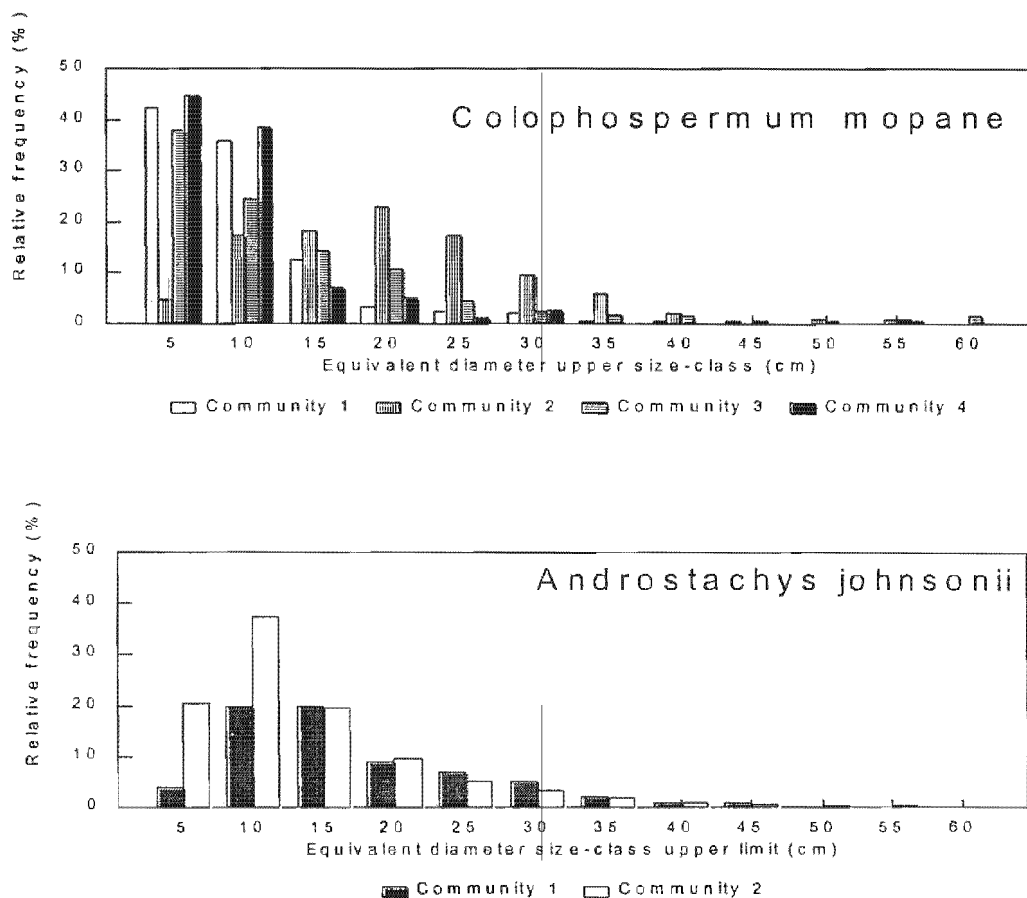 Relative frequency (%)
50
40
30
20
10
0
Colophospermum mopane
5 10 15 20 25 30 35 40 45 50 55 60
Equivalent diameter upper size-class (cm)
Community 1 Community 2 Community 3 Community 4
Relative frequency (%)
50
40
30
20
10
0
Androstachys johnsonii
5 10 15 20 25 30 35 40 45 50 55 60
Equivalent diameter size-class upper limit (cm)
Community 1 Community 2